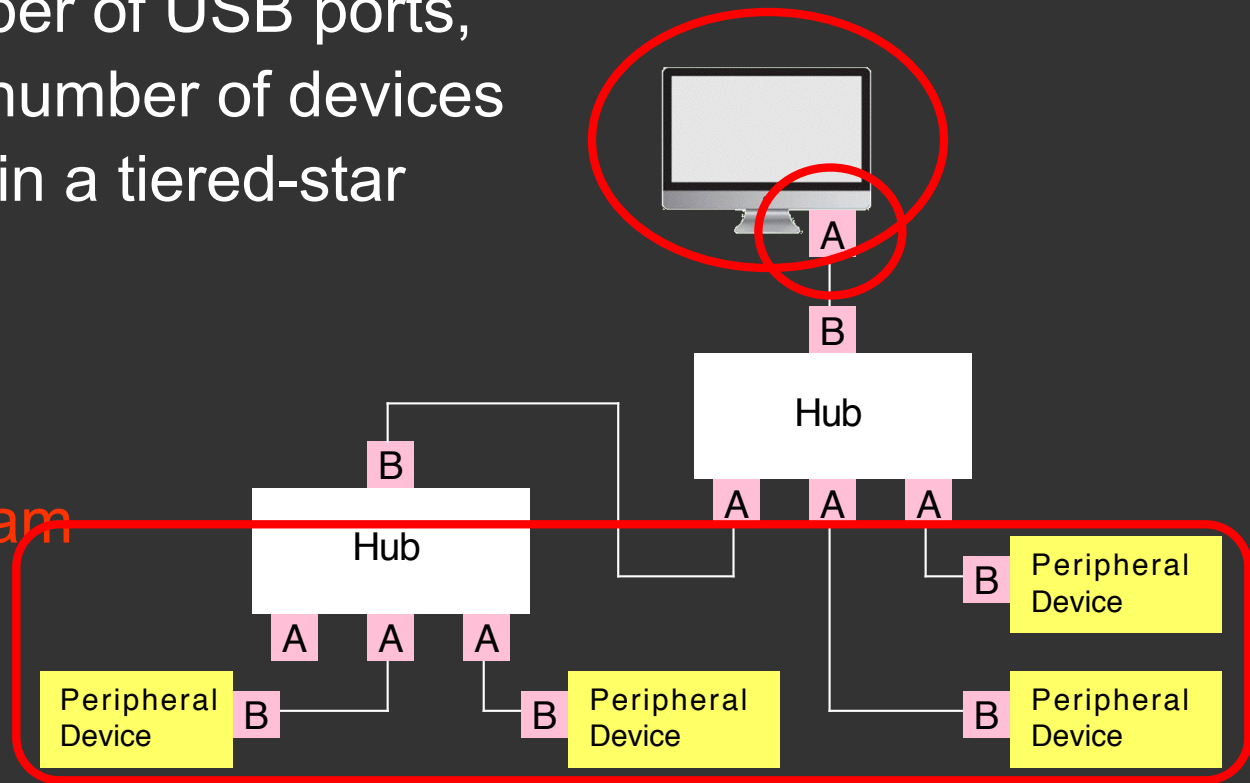 ber of USB ports,
number of devices
in a tiered-star
A
B
Hub
A A A
B
Hub
A A A
am
B Peripheral
Device
B Peripheral
Device
Peripheral
Device B
B Peripheral
Device